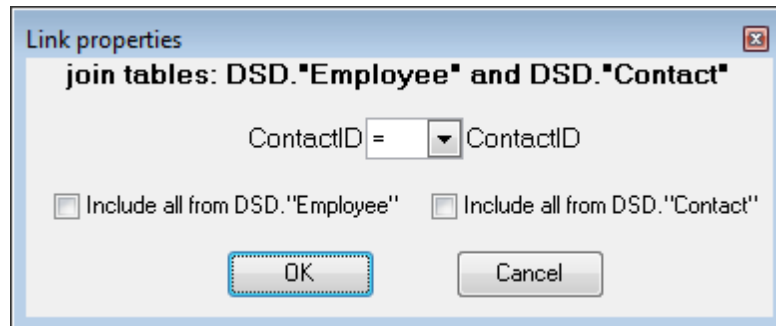 Link properties
join tables: DSD."Employee" and DSD."Contact"
ContactID = ContactID
Include all from DSD."Employee" Include all from DSD."Contact"
OK Cancel